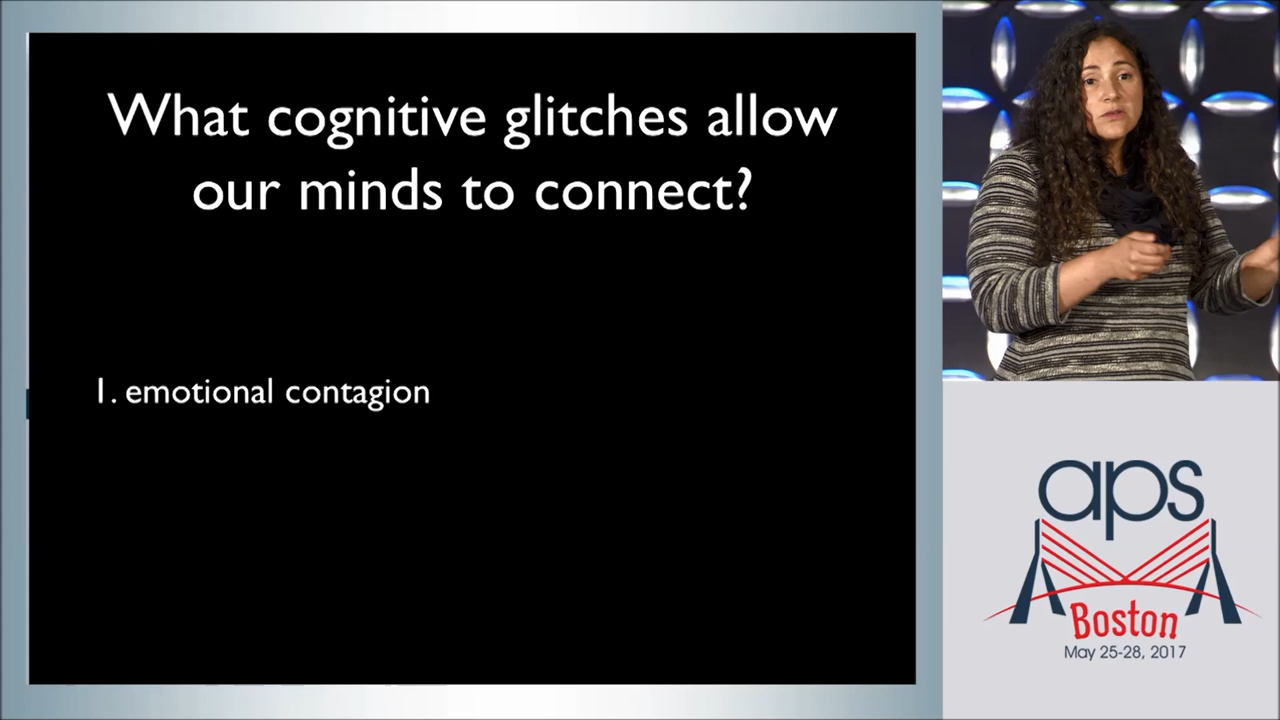 What cognitive glitches allow
our minds to connect?
1. emotional contagion
aps
Boston
May 25-28, 2017